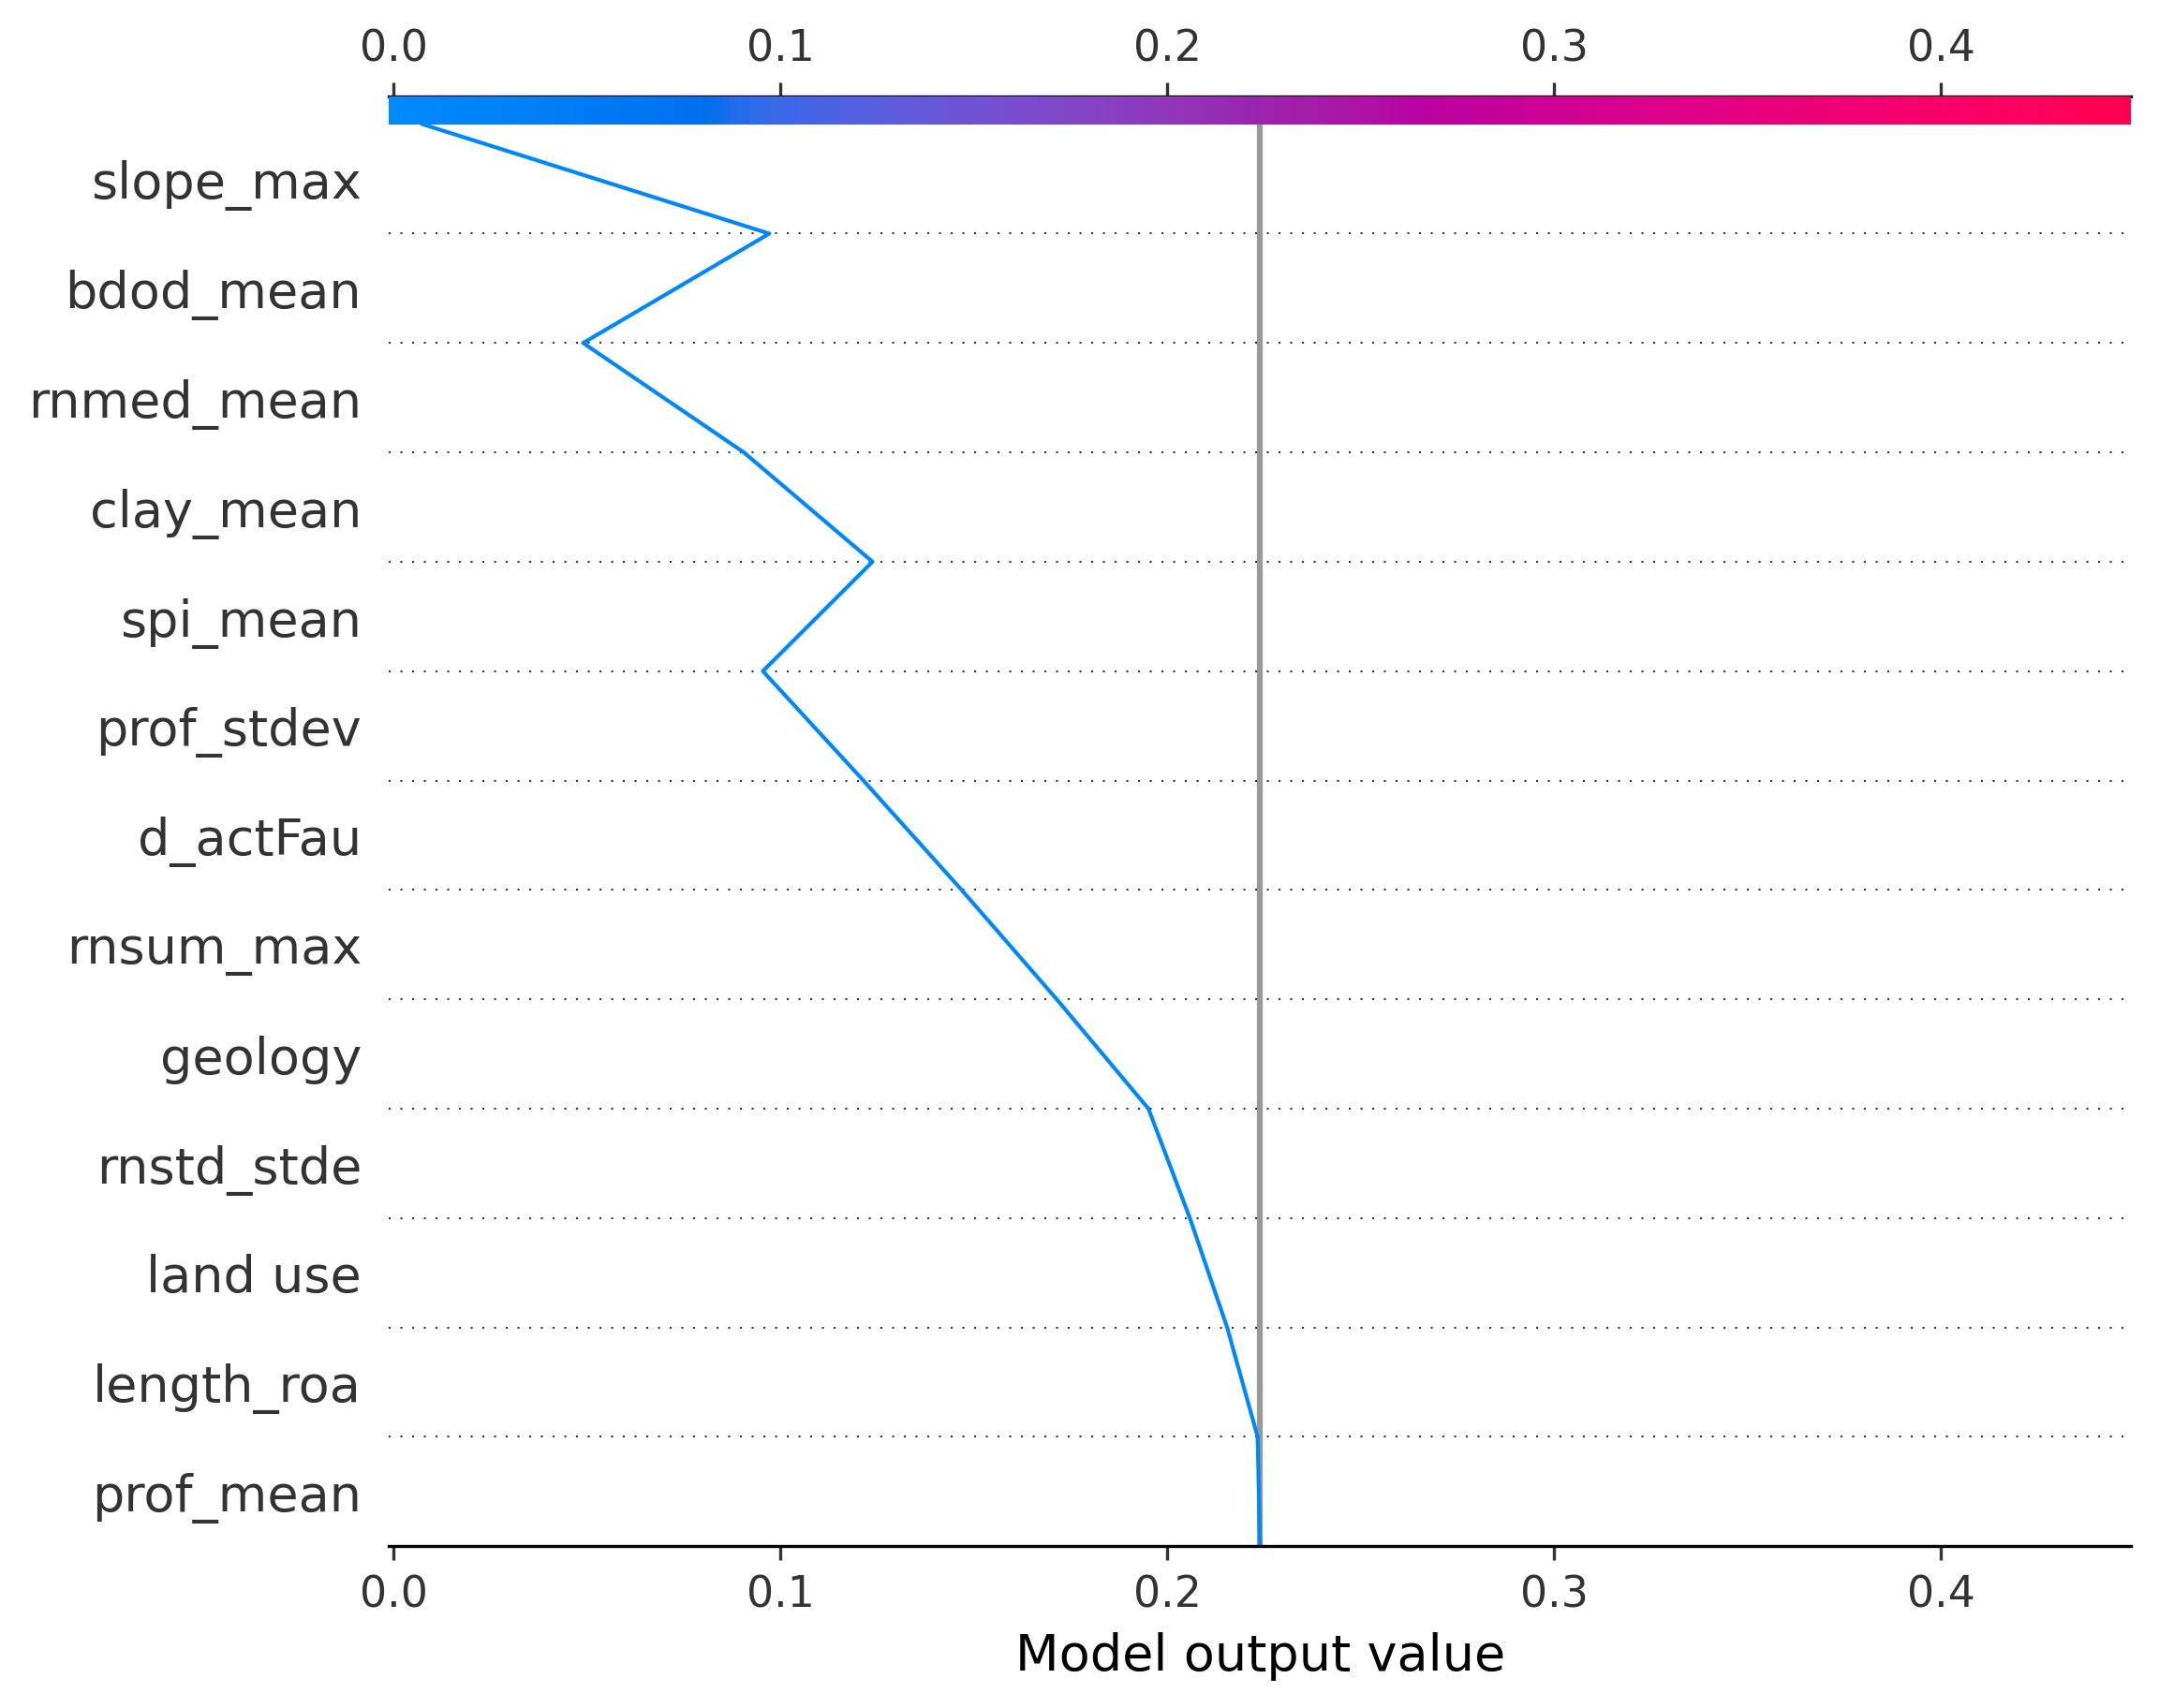 0.0 0.1 0.2 0.3 0.4
slope_max
bdod_mean
rnmed_mean
clay_mean
spi_mean
prof_stdev
d_actFau
rnsum_max
geology
rnstd_stde
land use
length_roa
prof_mean
0.0 0.1 0.2 0.3 0.4
Model output value